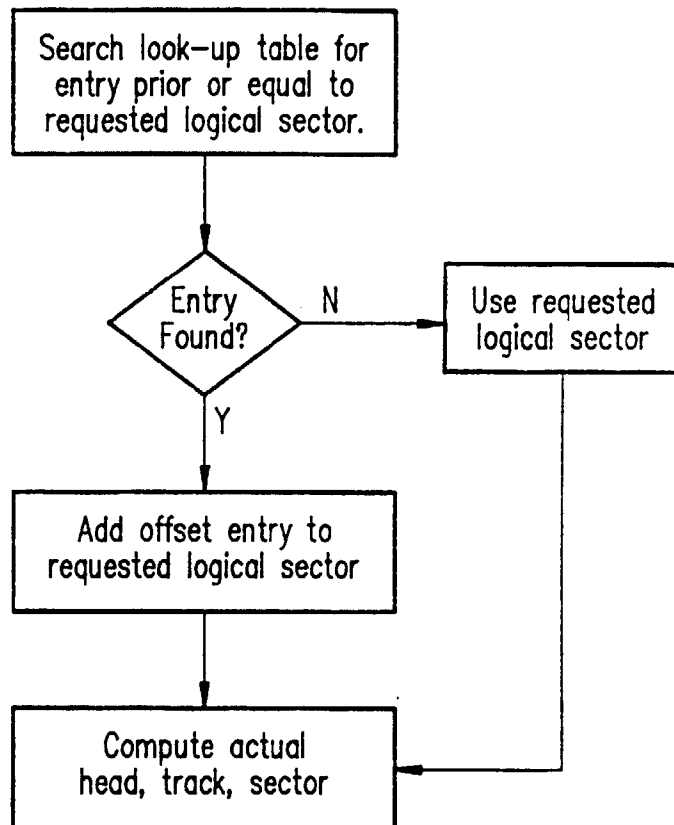 Search look-up table for
entry prior or equal to
requested logical sector.
Entry
Found?
N
Use requested
logical sector
Y
Add offset entry to
requested logical sector
Compute actual
head, track, sector